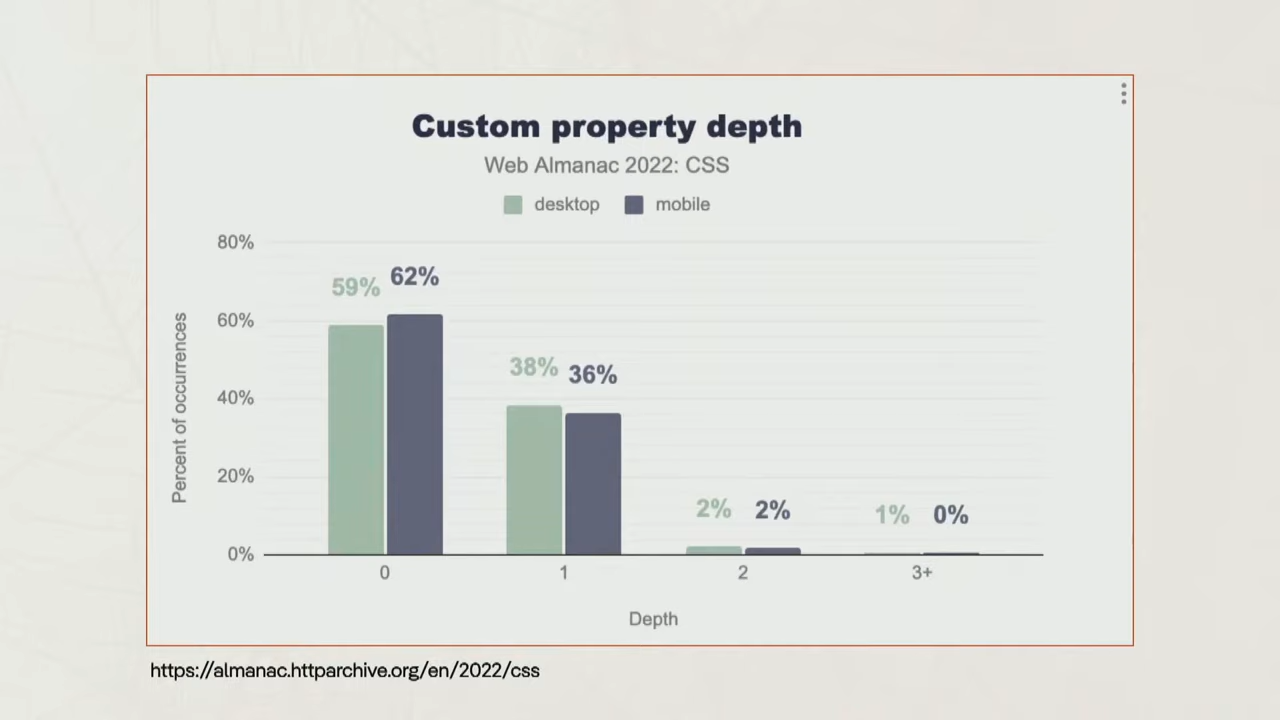 Custom property depth
Web Almanac 2022: CSS
desktop mobile
80%
60%
40%
20%
0%
Percent of occurrences
59% 62%
38% 36%
2% 2%
1% 0%
0 1 2 3+
Depth
https://almanac.httparchive.org/en/2022/css